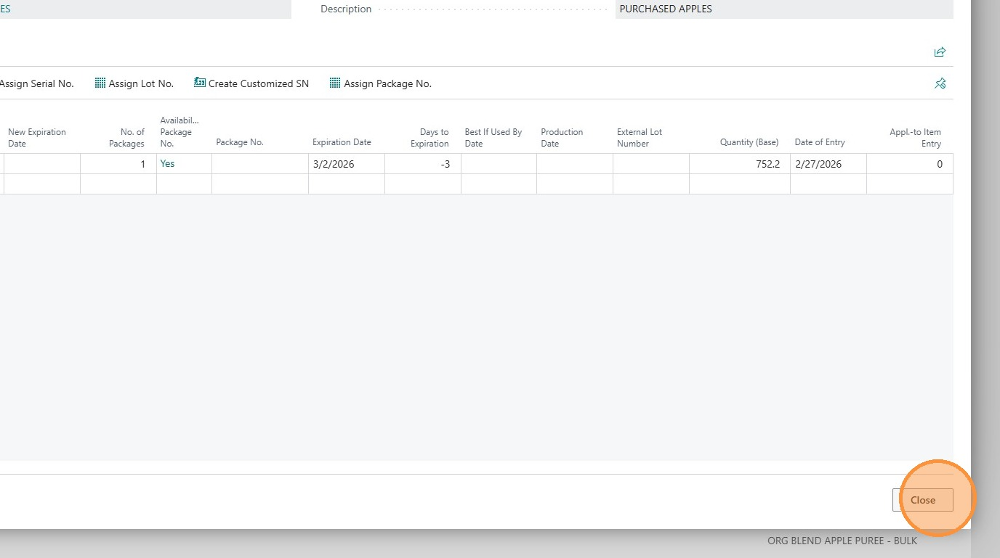 ES
Description
PURCHASED APPLES
Assign Serial No.
Assign Lot No.
Create Customized SN
Assign Package No.
New Expiration
Date
No. of
Packages
Availabil...
Package
No.
Package No.
Expiration Date
Days to
Expiration
Best If Used By
Date
Production
Date
External Lot
Number
Quantity (Base)
Date of Entry
Appl.-to Item
Entry
1
Yes
3/2/2026
-3
752.2
2/27/2026
0
Close
ORG BLEND APPLE PUREE - BULK